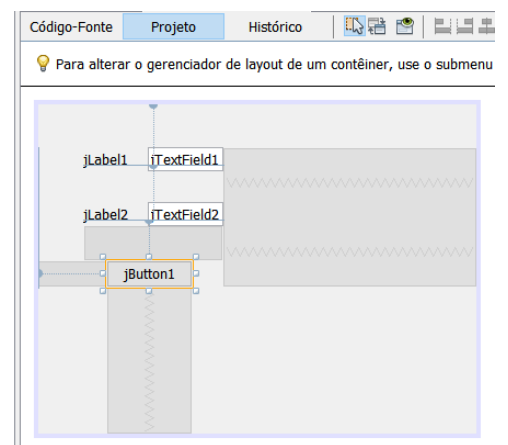 Código-Fonte Projeto Histórico
Para alterar o gerenciador de layout de um contêiner, use o submenu
jLabel1 jTextField1
jLabel2 jTextField2
jButton1